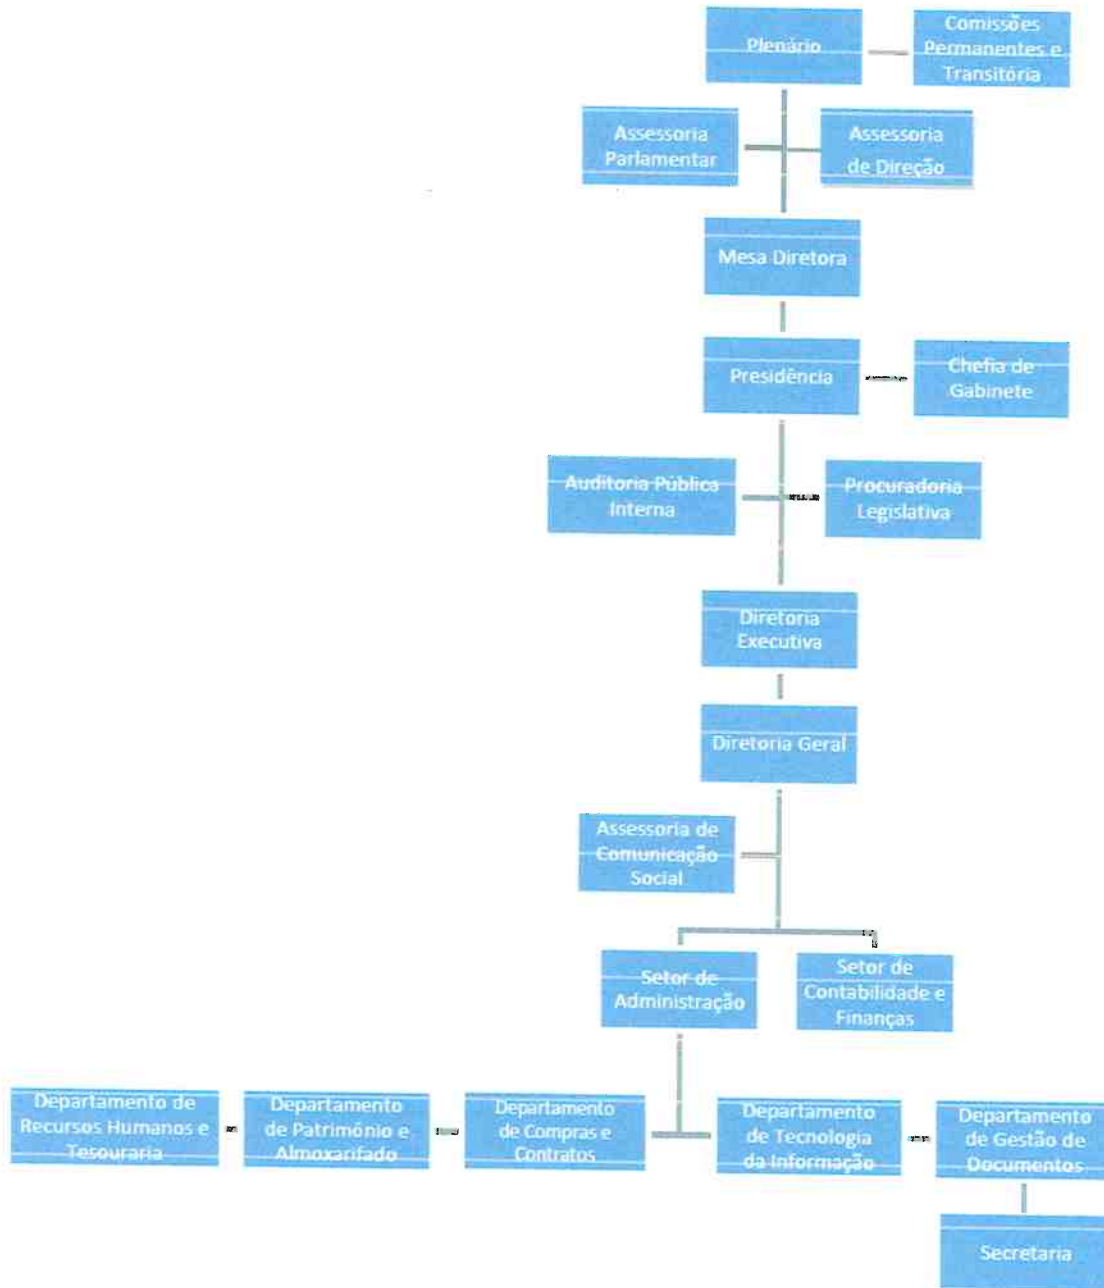 Plenário
Comissões
Permanentes e
Transitória
Assessoria
Parlamentar
Assessoria
de Direção
Mesa Diretora
Presidência
Chefia de
Gabinete
Auditoria Pública
Interna
Procuradoria
Legislativa
Diretoria
Executiva
Diretoria Geral
Assessoria de
Comunicação
Social
Setor de
Administração
Setor de
Contabilidade e
Finanças
Departamento de
Recursos Humanos e
Tesouraria
Departamento
de Patrimônio e
Almoxarifado
Departamento
de Compras e
Contratos
Departamento
de Tecnologia
da Informação
Departamento
de Gestão de
Documentos
Secretaria